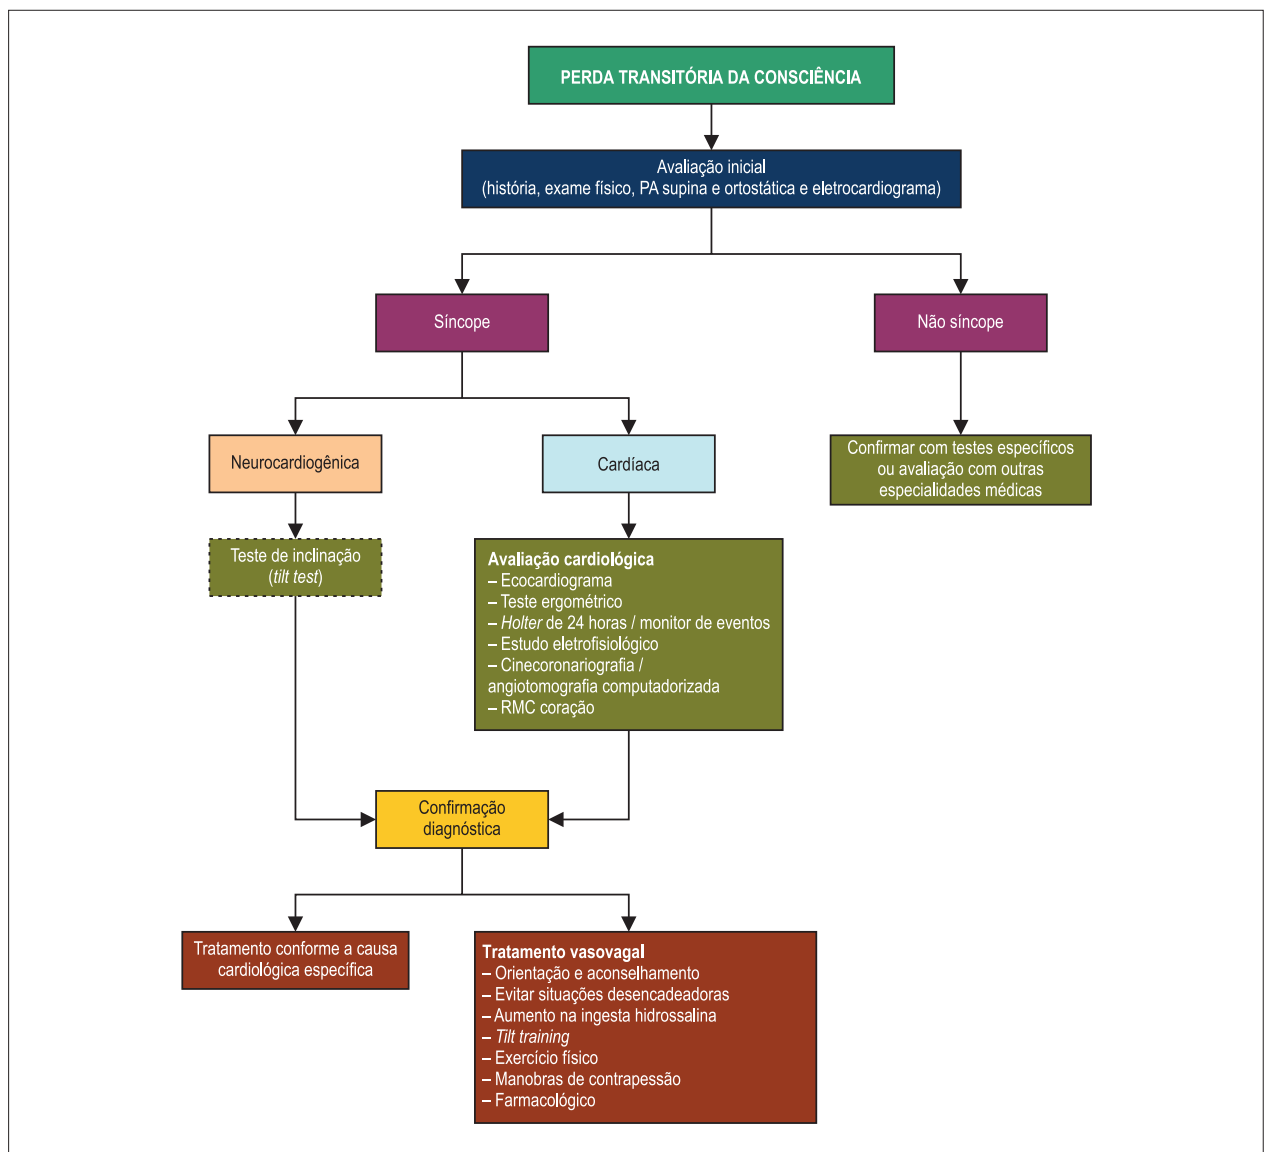 PERDA TRANSITÓRIA DA CONSCIÊNCIA
Avaliação inicial
(história, exame físico, PA supina e ortostática e eletrocardiograma)
Síncope
Não síncope
Neurocardiogênica
Cardíaca
Confirmar com testes específicos
ou avaliação com outras
especialidades médicas
Teste de inclinação
(tilt test)
Avaliação cardiológica
– Ecocardiograma
– Teste ergométrico
– Holter de 24 horas / monitor de eventos
– Estudo eletrofisiológico
– Cinecoronariografia /
angiotomografia computadorizada
– RMC coração
Confirmação
diagnóstica
Tratamento conforme a causa
cardiológica específica
Tratamento vasovagal
– Orientação e aconselhamento
– Evitar situações desencadeadoras
– Aumento na ingesta hidrossalina
– Tilt training
– Exercício físico
– Manobras de contrapessão
– Farmacológico